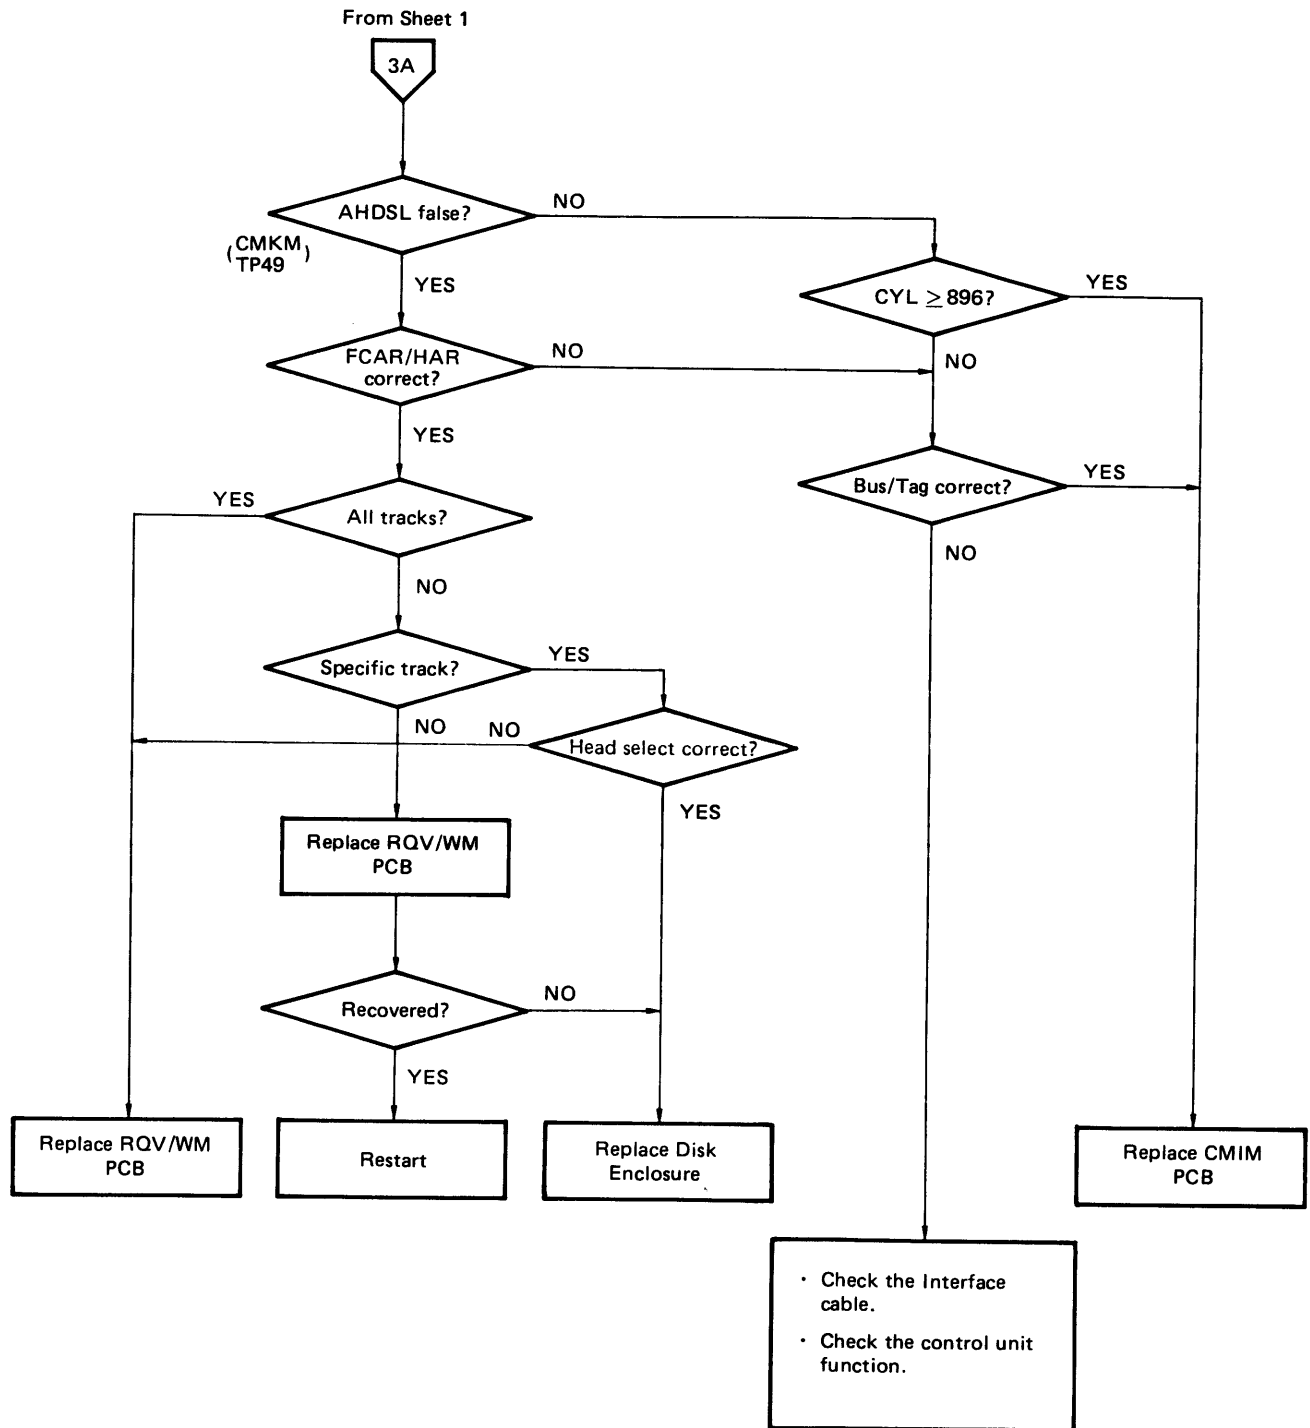 From Sheet 1
3A
AHDSL false?
NO
(CMKM)
TP49
YES
CYL ≥ 896?
YES
FCAR/HAR
correct?
NO
NO
YES
YES
Bus/Tag correct?
YES
All tracks?
NO
NO
Specific track?
YES
NO
NO
Head select correct?
YES
Replace RQV/WM
PCB
Recovered?
NO
YES
Replace RQV/WM
PCB
Restart
Replace Disk
Enclosure
Replace CMIM
PCB
· Check the Interface
cable.
· Check the control unit
function.